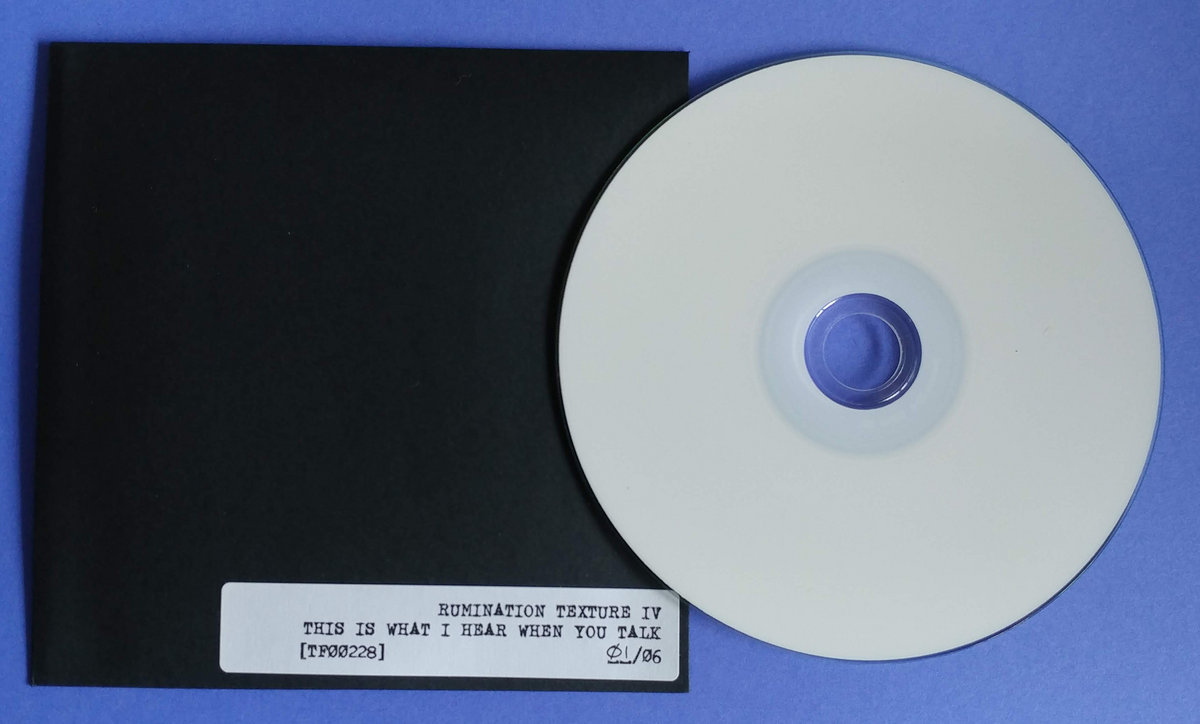 RUMINATION TEXTURE IV
THIS IS WHAT I HEAR WHEN YOU TALK
[TF00228] 01/06